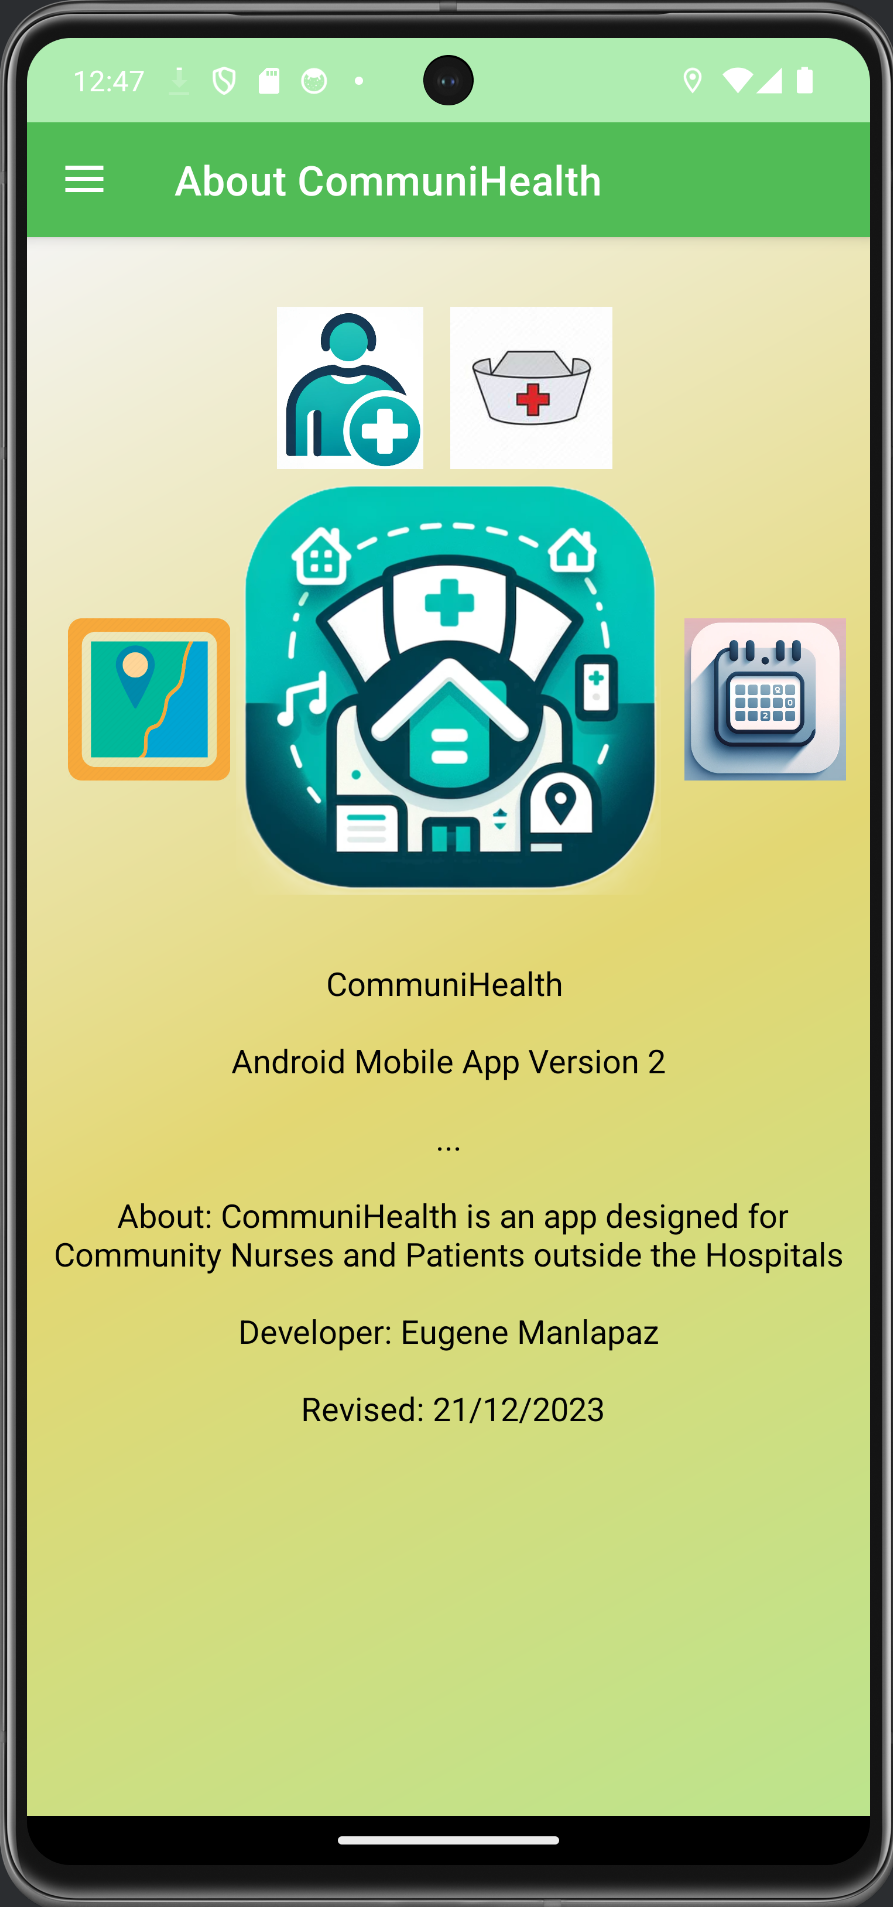 12:47
About CommuniHealth
CommuniHealth
Android Mobile App Version 2
...
About: CommuniHealth is an app designed for
Community Nurses and Patients outside the Hospitals
Developer: Eugene Manlapaz
Revised: 21/12/2023